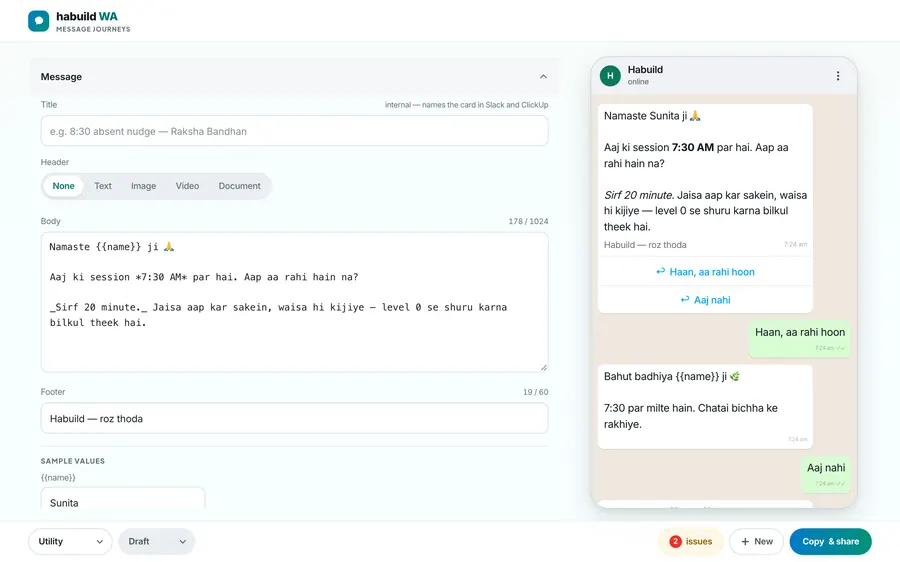 habuild WA
MESSAGE JOURNEYS
Message
Title
internal — names the card in Slack and ClickUp
e.g. 8:30 absent nudge — Raksha Bandhan
Header
None
Text
Image
Video
Document
Body
178 / 1024
Namaste {{name}} ji 🙏
Aaj ki session *7:30 AM* par hai. Aap aa rahi hain na?
_Sirf 20 minute._ Jaisa aap kar sakein, waisa hi kijiye — level 0 se shuru karna
bilkul theek hai.
Footer
19 / 60
Habuild — roz thoda
SAMPLE VALUES
{{name}}
Sunita
H
Habuild
online
Namaste Sunita ji 🙏
Aaj ki session 7:30 AM par hai. Aap aa
rahi hain na?
Sirf 20 minute. Jaisa aap kar sakein, waisa
hi kijiye — level 0 se shuru karna bilkul
theek hai.
Habuild — roz thoda
7:24 am
Haan, aa rahi hoon
Aaj nahi
Haan, aa rahi hoon
7:24 am
Bahut badhiya {{name}} ji 🌿
7:30 par milte hain. Chatai bichha ke
rakhiye.
7:24 am
Aaj nahi
7:24 am
Utility
Draft
2 issues
+ New
Copy & share